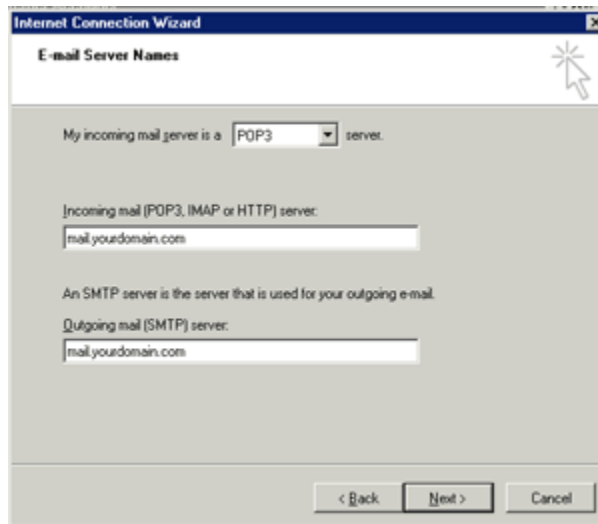 Internet Connection Wizard
E-mail Server Names
My incoming mail server is a POP3 server.
Incoming mail (POP3, IMAP or HTTP) server:
mail.yourdomain.com
An SMTP server is the server that is used for your outgoing e-mail.
Outgoing mail (SMTP) server:
mail.yourdomain.com
< Back Next > Cancel